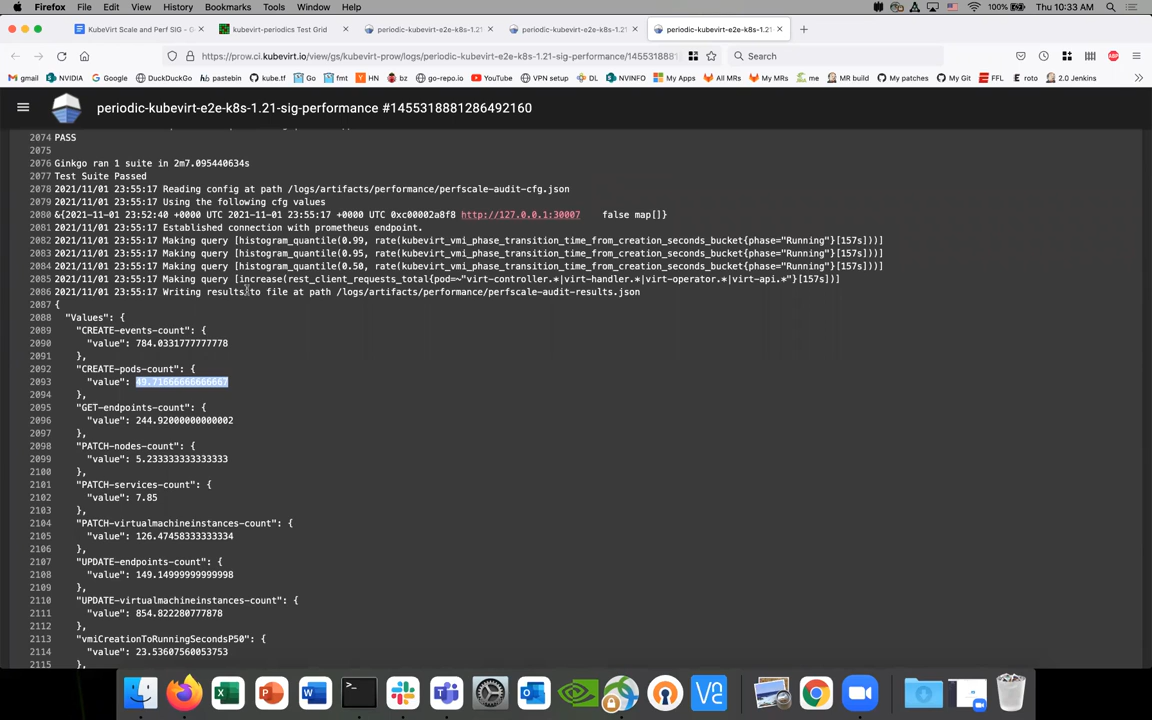 Firefox File Edit View History Bookmarks Tools Window Help 100% Thu 10:33 AM
KubeVirt Scale and Perf SIG - G
kubevirt-periodics Test Grid
periodic-kubevirt-e2e-k8s-1.21-
periodic-kubevirt-e2e-k8s-1.21-
periodic-kubevirt-e2e-k8s-1.21-
https://prow.ci.kubevirt.io/view/gs/kubevirt-prow/logs/periodic-kubevirt-e2e-k8s-1.21-sig-performance/14553188812
Search
gmail NVIDIA Google DuckDuckGo pastebin kube.tf Go fmt HN bz go-repo.io YouTube VPN setup DL NVINFO My Apps All MRs My MRs me MR build My patches My Git FFL roto 2.0 Jenkins
periodic-kubevirt-e2e-k8s-1.21-sig-performance #1455318881286492160
2074 PASS
2075
2076 Ginkgo ran 1 suite in 2m7.095440634s
2077 Test Suite Passed
2078 2021/11/01 23:55:17 Reading config at path /logs/artifacts/performance/perfscale-audit-cfg.json
2079 2021/11/01 23:55:17 Using the following cfg values
2080 &{2021-11-01 23:52:40 +0000 UTC 2021-11-01 23:55:17 +0000 UTC 0xc00002a8f8 http://127.0.0.1:30007 false map[]}
2081 2021/11/01 23:55:17 Established connection with prometheus endpoint.
2082 2021/11/01 23:55:17 Making query [histogram_quantile(0.99, rate(kubevirt_vmi_phase_transition_time_from_creation_seconds_bucket{phase="Running"}[157s]))]
2083 2021/11/01 23:55:17 Making query [histogram_quantile(0.95, rate(kubevirt_vmi_phase_transition_time_from_creation_seconds_bucket{phase="Running"}[157s]))]
2084 2021/11/01 23:55:17 Making query [histogram_quantile(0.50, rate(kubevirt_vmi_phase_transition_time_from_creation_seconds_bucket{phase="Running"}[157s]))]
2085 2021/11/01 23:55:17 Making query [increase(rest_client_requests_total{pod=~"virt-controller.*|virt-handler.*|virt-operator.*|virt-api.*"}[157s])]
2086 2021/11/01 23:55:17 Writing results to file at path /logs/artifacts/performance/perfscale-audit-results.json
2087 {
2088 "Values": {
2089 "CREATE-events-count": {
2090 "value": 784.0331777777778
2091 },
2092 "CREATE-pods-count": {
2093 "value": 49.71666666666667
2094 },
2095 "GET-endpoints-count": {
2096 "value": 244.92000000000002
2097 },
2098 "PATCH-nodes-count": {
2099 "value": 5.233333333333333
2100 },
2101 "PATCH-services-count": {
2102 "value": 7.85
2103 },
2104 "PATCH-virtualmachineinstances-count": {
2105 "value": 126.47458333333334
2106 },
2107 "UPDATE-endpoints-count": {
2108 "value": 149.14999999999998
2109 },
2110 "UPDATE-virtualmachineinstances-count": {
2111 "value": 854.822280777878
2112 },
2113 "vmiCreationToRunningSecondsP50": {
2114 "value": 23.53607560053753
2115 },